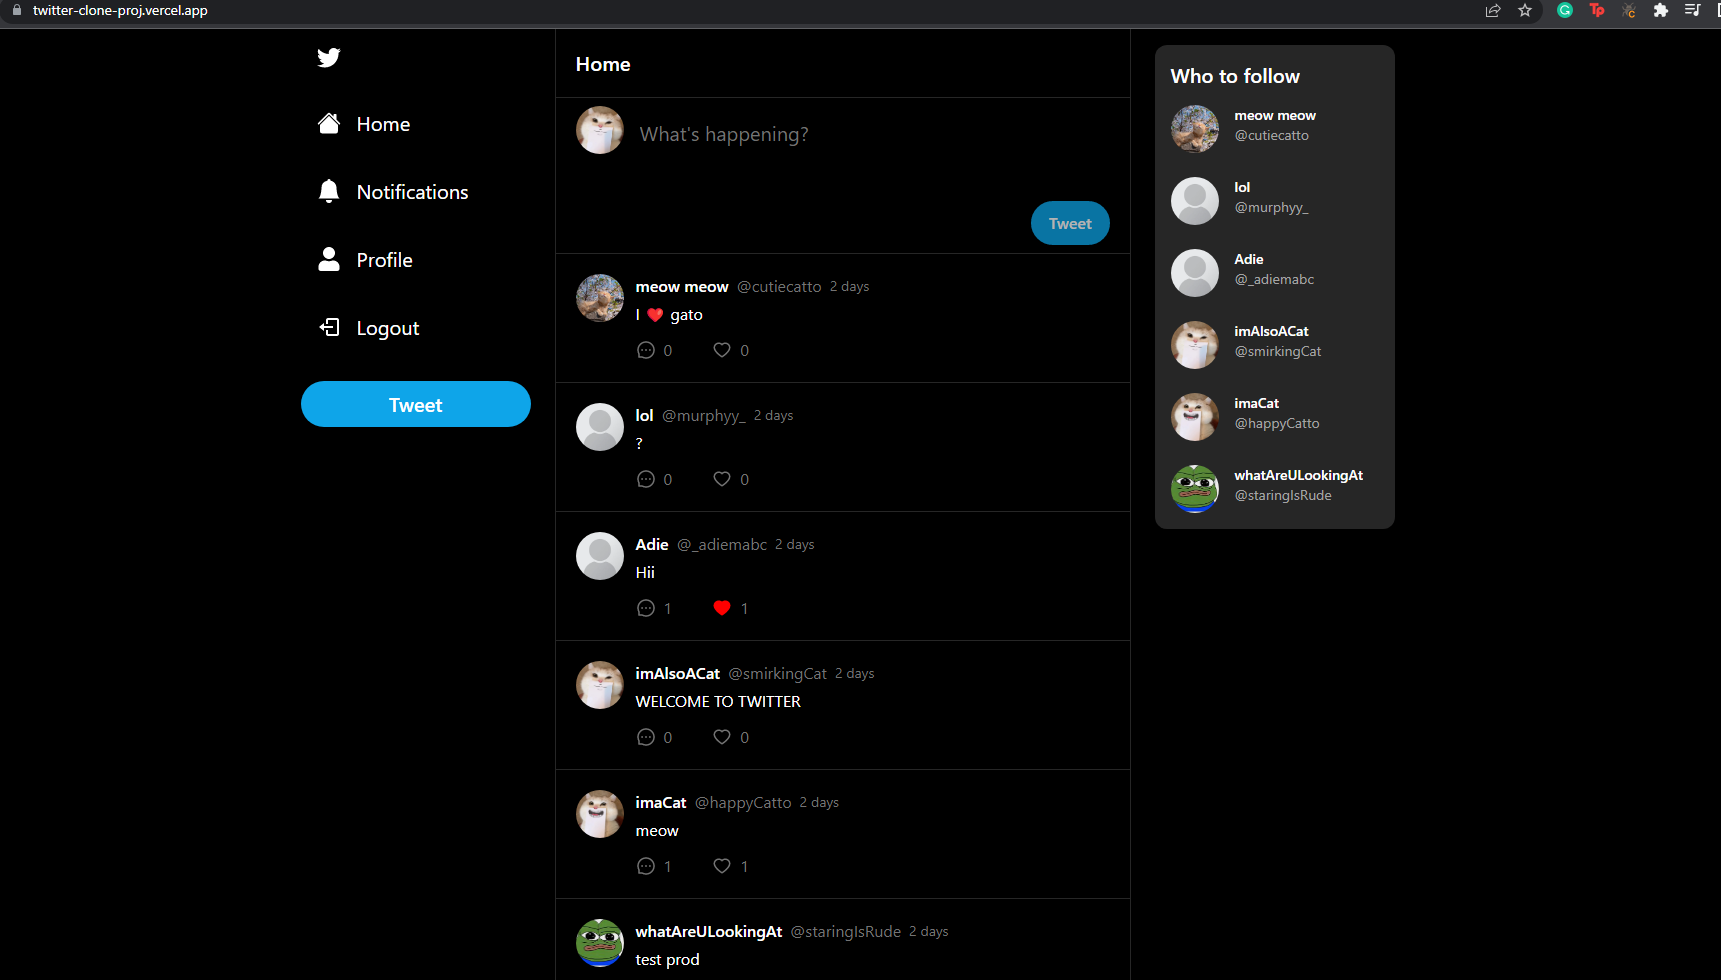 twitter-clone-proj.vercel.app
Home
Notifications
Profile
Logout
Tweet
Home
What's happening?
Tweet
meow meow @cutiecatto 2 days
I ❤️ gato
0 0
lol @murphyy_ 2 days
?
0 0
Adie @_adiemabc 2 days
Hii
1 1
imAlsoACat @smirkingCat 2 days
WELCOME TO TWITTER
0 0
imaCat @happyCatto 2 days
meow
1 1
whatAreULookingAt @staringIsRude 2 days
test prod
Who to follow
meow meow
@cutiecatto
lol
@murphyy_
Adie
@_adiemabc
imAlsoACat
@smirkingCat
imaCat
@happyCatto
whatAreULookingAt
@staringIsRude